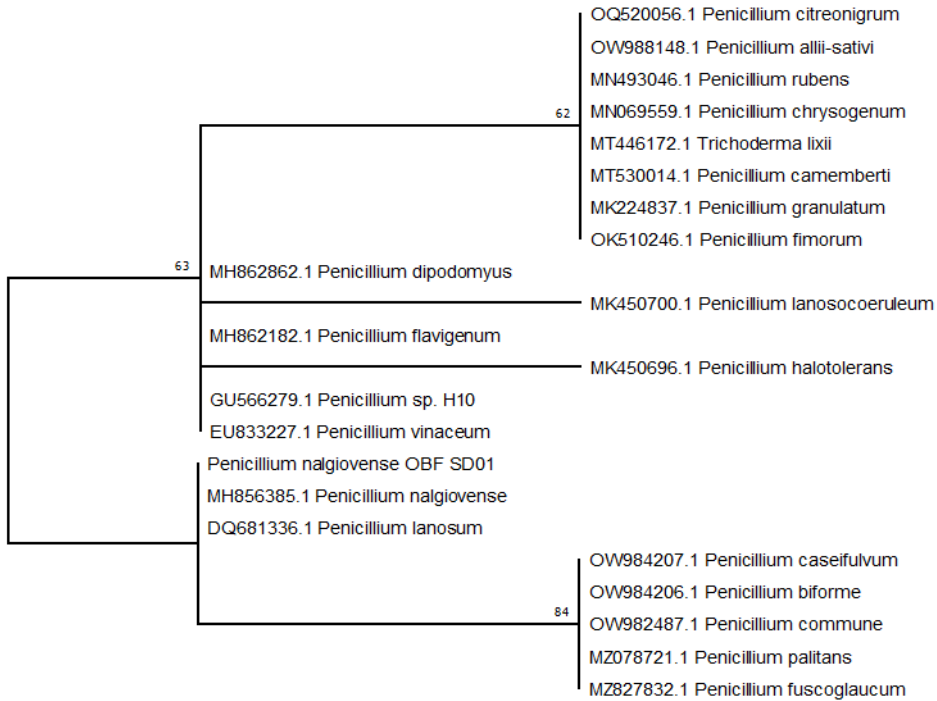 OQ520056.1 Penicillium citreonigrum
OW988148.1 Penicillium allii-sativi
MN493046.1 Penicillium rubens
62
MN069559.1 Penicillium chrysogenum
MT446172.1 Trichoderma lixii
MT530014.1 Penicillium camemberti
MK224837.1 Penicillium granulatum
OK510246.1 Penicillium fimorum
63
MH862862.1 Penicillium dipodomyus
MK450700.1 Penicillium lanosocoeruleum
MH862182.1 Penicillium flavigenum
MK450696.1 Penicillium halotolerans
GU566279.1 Penicillium sp. H10
EU833227.1 Penicillium vinaceum
Penicillium nalgiovense OBF SD01
MH856385.1 Penicillium nalgiovense
DQ681336.1 Penicillium lanosum
OW984207.1 Penicillium caseifulvum
OW984206.1 Penicillium biforme
84
OW982487.1 Penicillium commune
MZ078721.1 Penicillium palitans
MZ827832.1 Penicillium fuscoglaucum